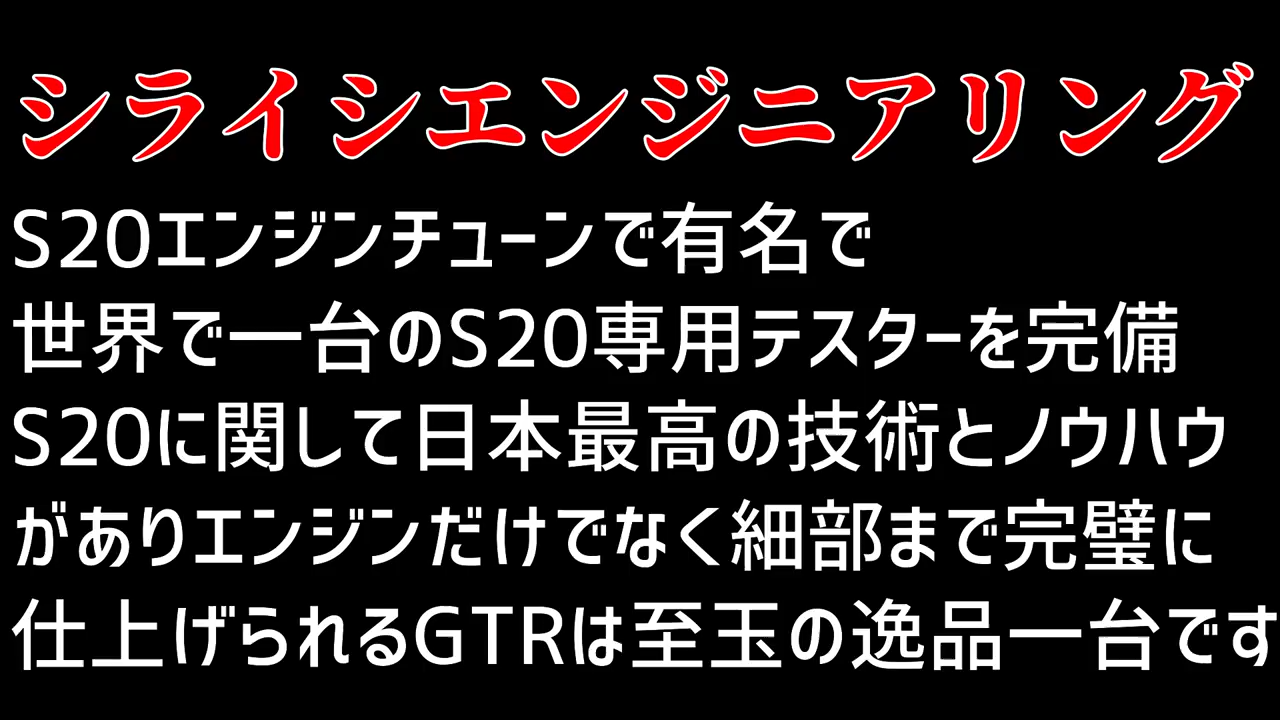 シライシエンジニアリング
S20エンジンチューンで有名で
世界で一台のS20専用テスターを完備
S20に関して日本最高の技術とノウハウ
がありエンジンだけでなく細部まで完璧に
仕上げられるGTRは至玉の逸品一台です